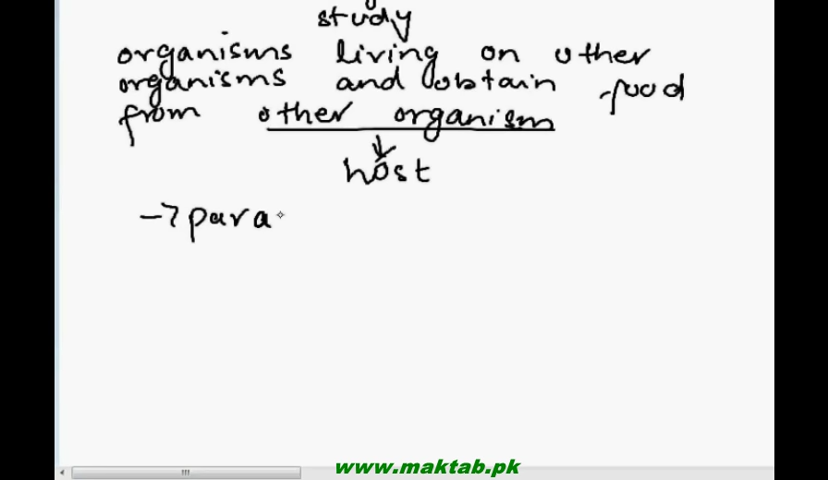 study
organisms living on other
organisms and obtain food
from other organism
host
→ para
www.maktab.pk